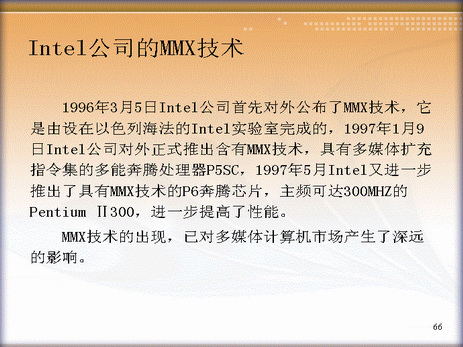 Intel公司的MMX技术
1996年3月5日Intel公司首先对外公布了MMX技术，它
是由设在以色列海法的Intel实验室完成的，1997年1月9
日Intel公司对外正式推出含有MMX技术，具有多媒体扩充
指令集的多能奔腾处理器P5SC，1997年5月Intel又进一步
推出了具有MMX技术的P6奔腾芯片，主频可达300MHZ的
Pentium Ⅱ300，进一步提高了性能。
MMX技术的出现，已对多媒体计算机市场产生了深远
的影响。
66